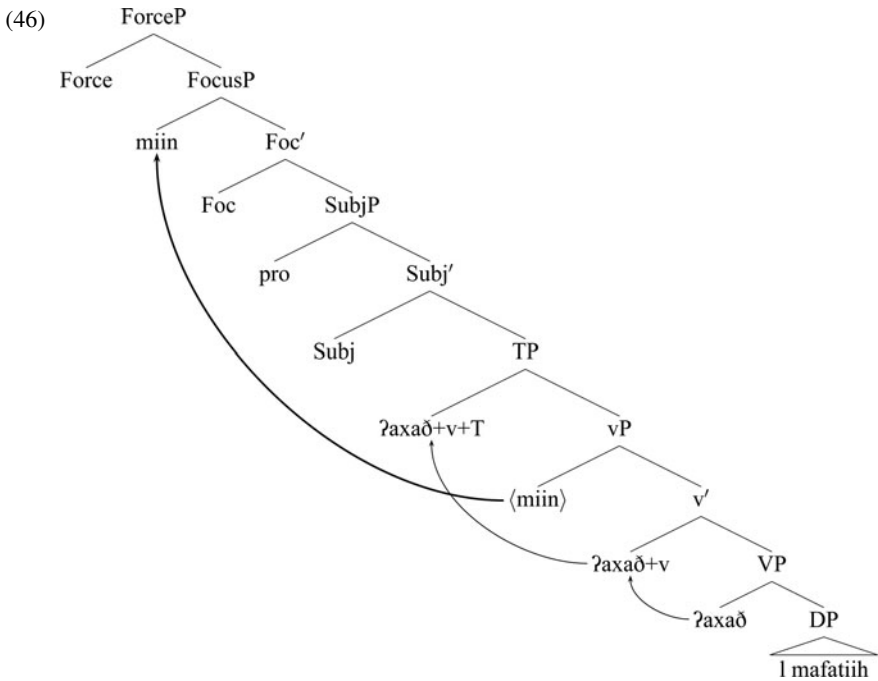 (46)
ForceP
Force FocusP
miin Foc′
Foc SubjP
pro Subj′
Subj TP
ʔaxað+v+T vP
⟨miin⟩ v′
ʔaxað+v VP
ʔaxað DP
l mafatiih